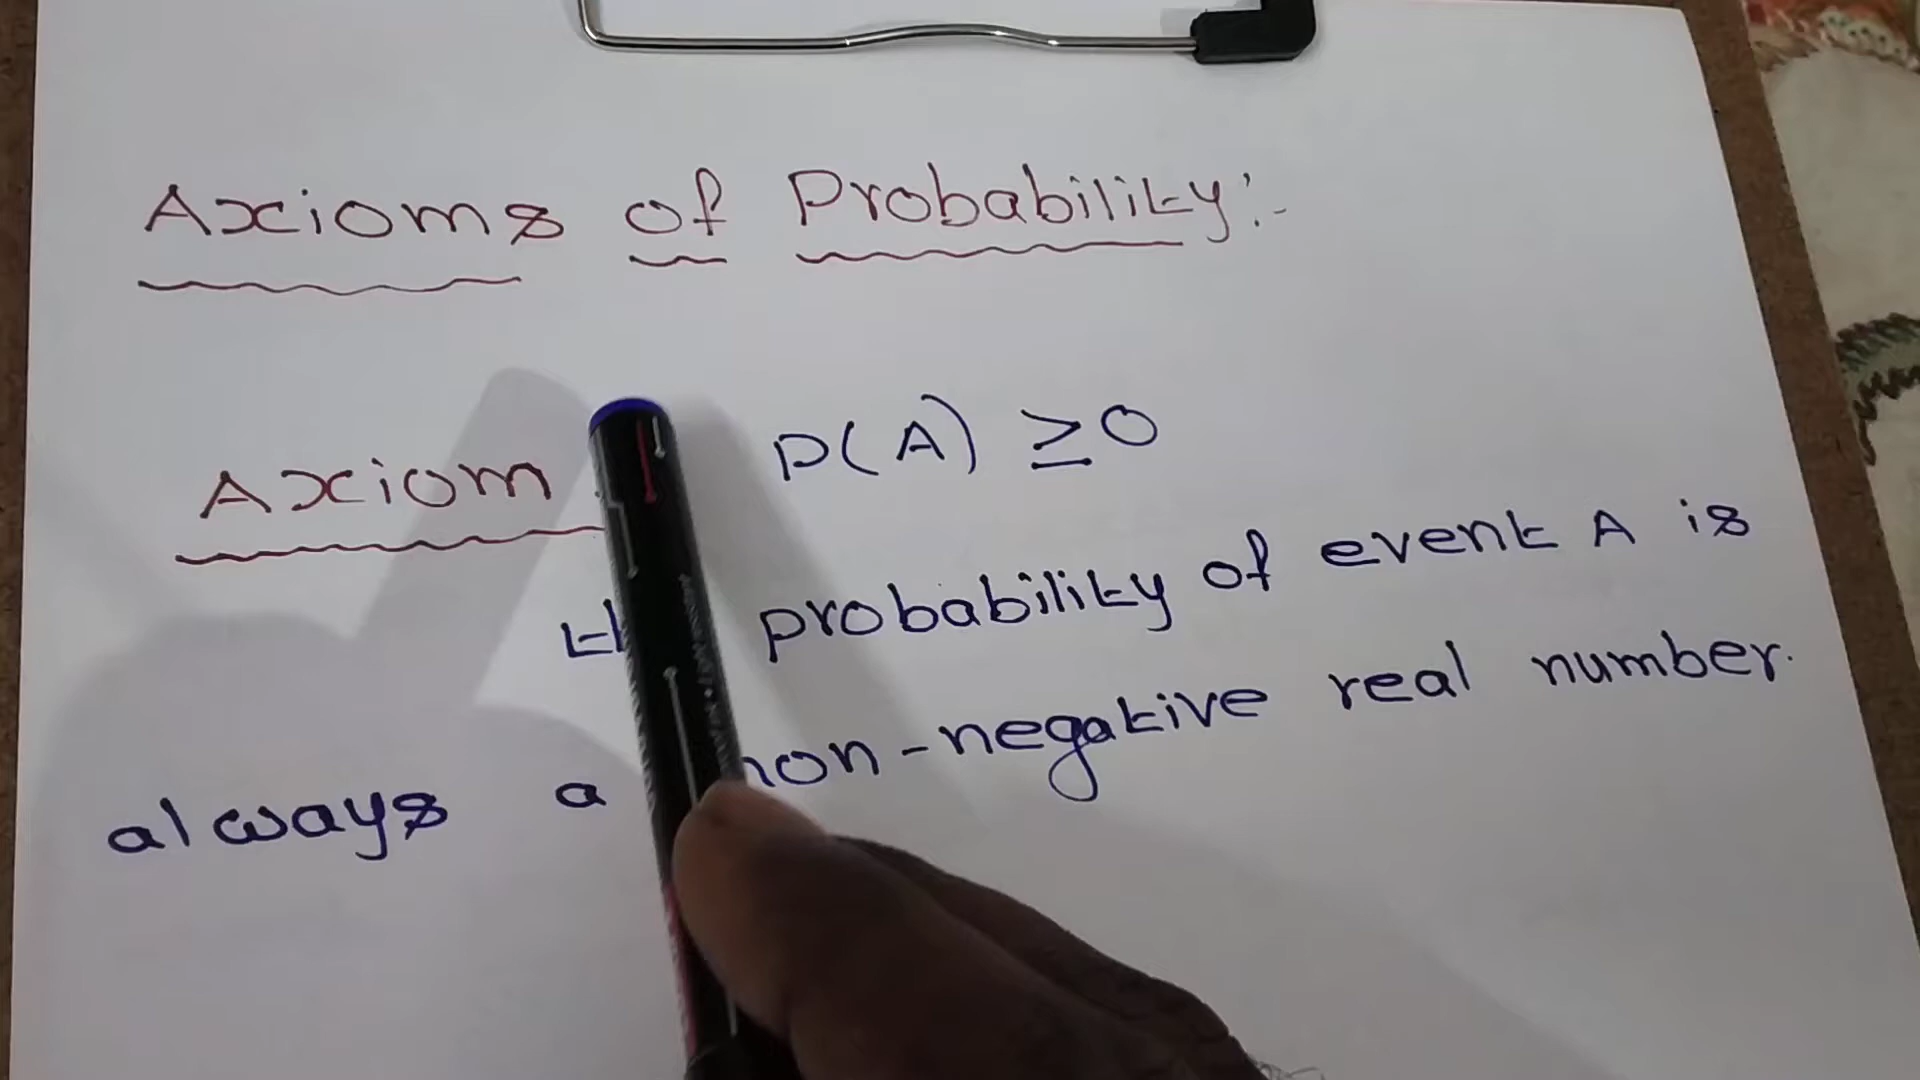 Axioms of Probability:-
Axiom P(A) ≥ 0
probability of event A is
always a non-negative real number.